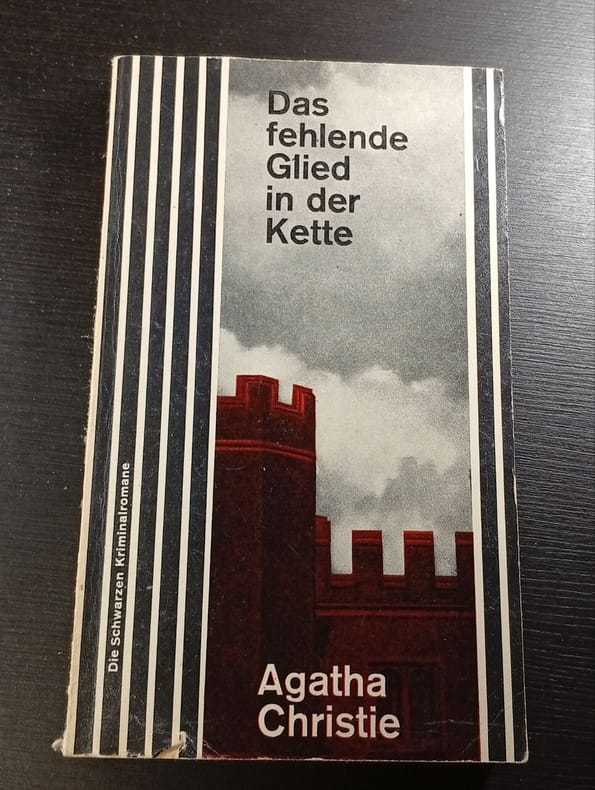 Das
fehlende
Glied
in der
Kette
Die Schwarzen Kriminalromane
Agatha
Christie